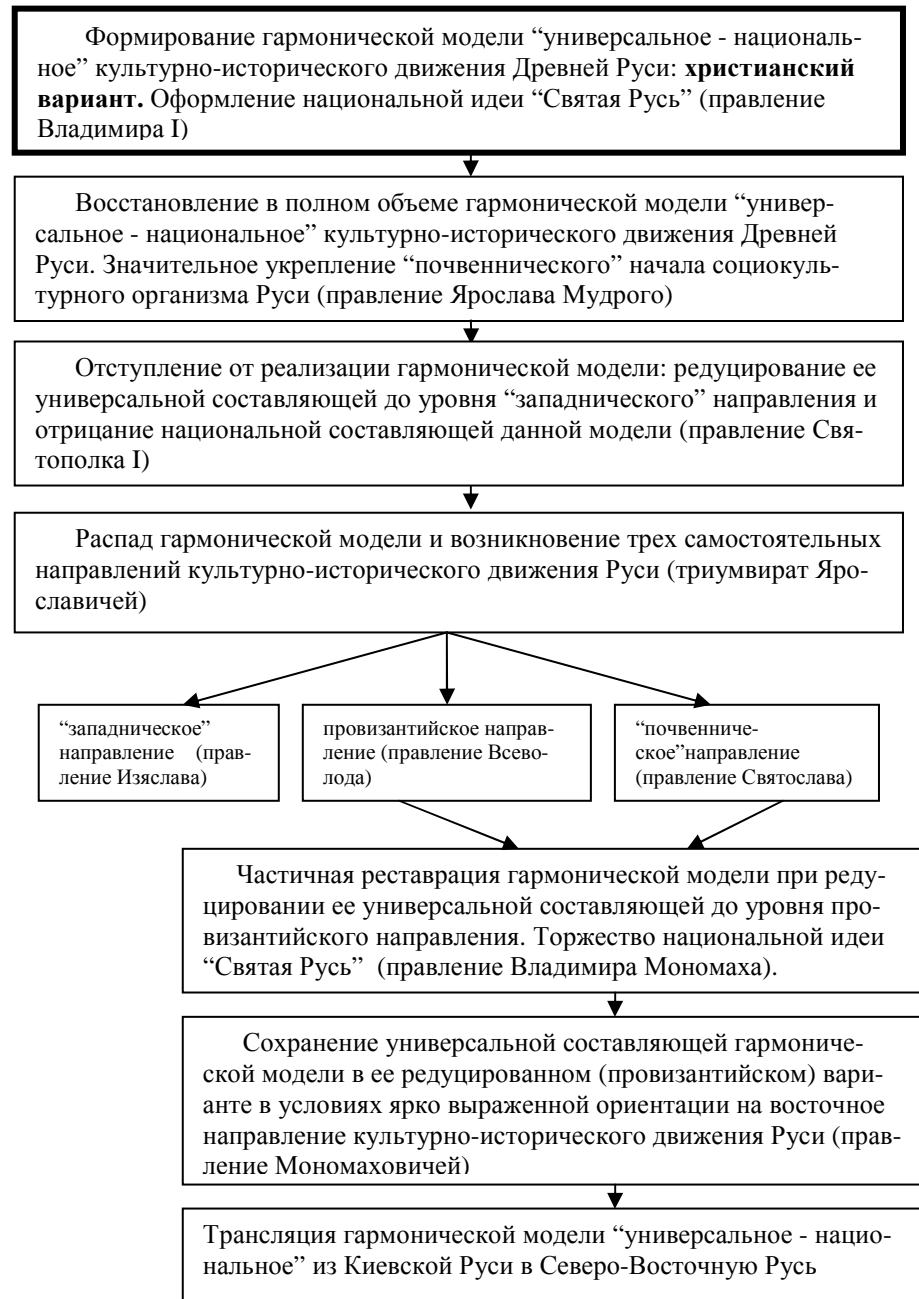 Формирование гармонической модели “универсальное - националь-
ное” культурно-исторического движения Древней Руси: христианский
вариант. Оформление национальной идеи “Святая Русь” (правление
Владимира I)
Восстановление в полном объеме гармонической модели “универ-
сальное - национальное” культурно-исторического движения Древней
Руси. Значительное укрепление “почвеннического” начала социокуль-
турного организма Руси (правление Ярослава Мудрого)
Отступление от реализации гармонической модели: редуцирование ее
универсальной составляющей до уровня “западнического” направления и
отрицание национальной составляющей данной модели (правление Свя-
тополка I)
Распад гармонической модели и возникновение трех самостоятельных
направлений культурно-исторического движения Руси (триумвират Яро-
славичей)
“западническое”
направление (прав-
ление Изяслава)
провизантийское направ-
ление (правление Всево-
лода)
“почвенниче-
ское”направление
(правление Святослава)
Частичная реставрация гармонической модели при реду-
цировании ее универсальной составляющей до уровня про-
византийского направления. Торжество национальной идеи
“Святая Русь” (правление Владимира Мономаха).
Сохранение универсальной составляющей гармониче-
ской модели в ее редуцированном (провизантийском) вари-
анте в условиях ярко выраженной ориентации на восточное
направление культурно-исторического движения Руси (прав-
ление Мономаховичей)
Трансляция гармонической модели “универсальное - нацио-
нальное” из Киевской Руси в Северо-Восточную Русь